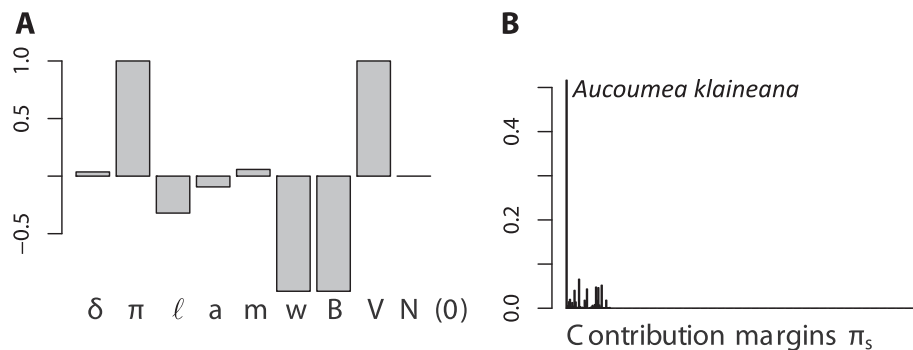 A
1.0
0.5
−0.5
δ π ℓ a m w B V N (0)
B
Aucoumea klaineana
0.4
0.2
0.0
Contribution margins πs